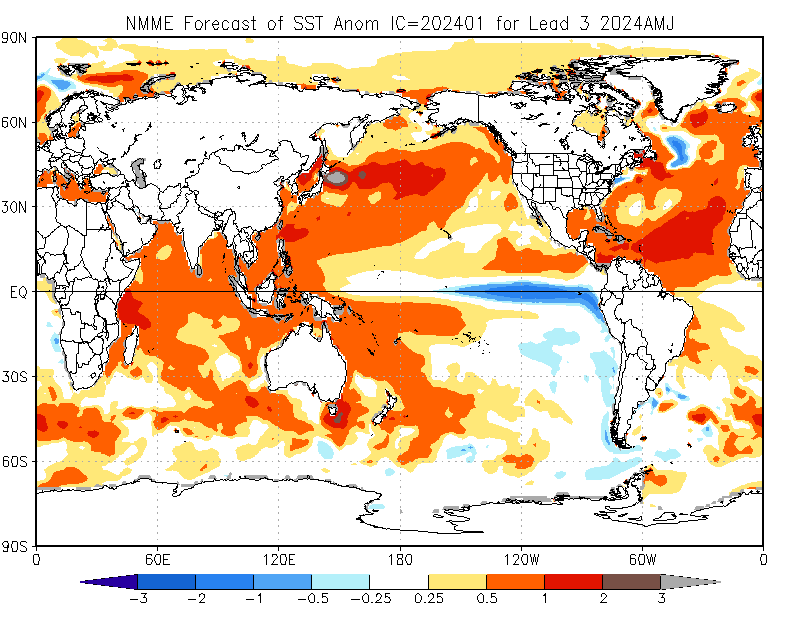 NMME Forecast of SST Anom IC=202401 for Lead 3 2024AMJ
90N
60N
30N
EQ
30S
60S
90S
0 60E 120E 180 120W 60W 0
-3 -2 -1 -0.5 -0.25 0.25 0.5 1 2 3